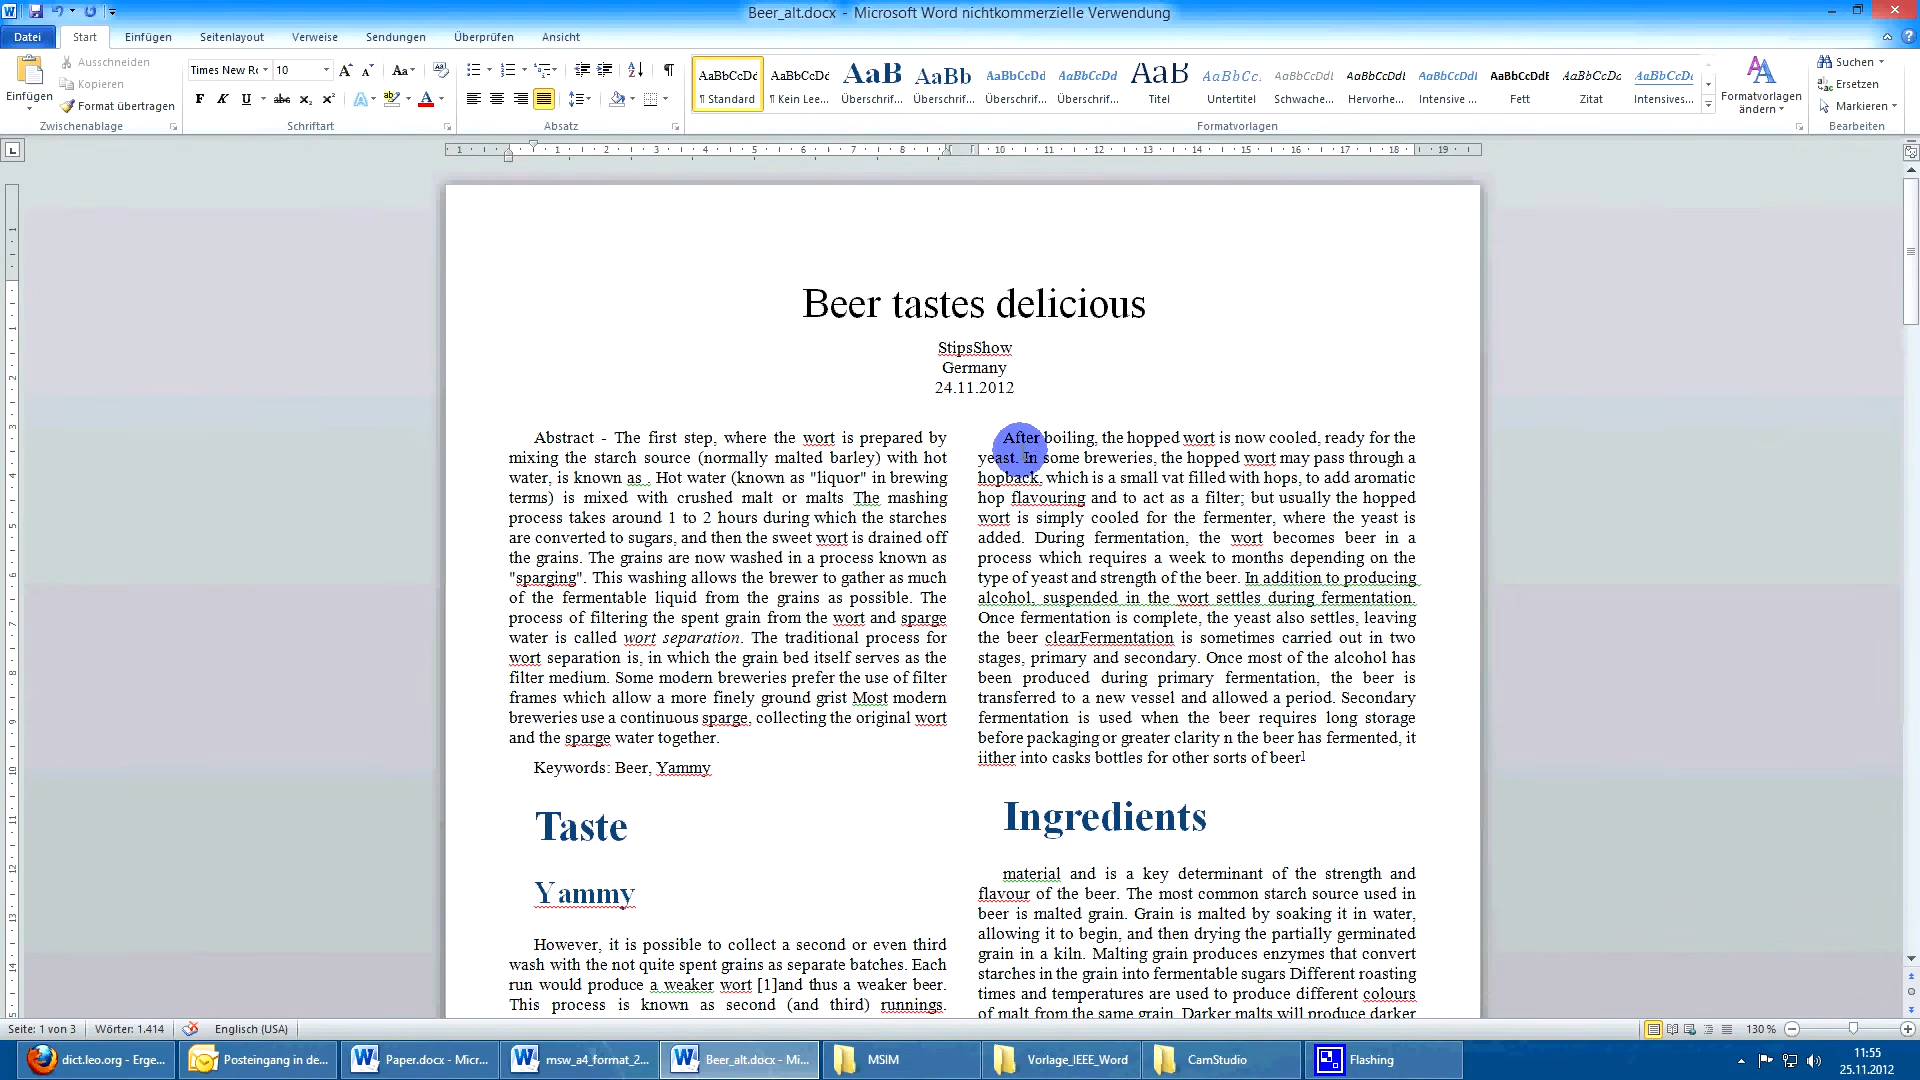 Beer_alt.docx - Microsoft Word nichtkommerzielle Verwendung
Datei Start Einfügen Seitenlayout Verweise Sendungen Überprüfen Ansicht
Einfügen
Ausschneiden
Kopieren
Format übertragen
Zwischenablage
Times New Rc 10
Schriftart
Absatz
AaBbCcDc AaBbCcDc AaB AaBb AaBbCcDd AaBbCcDd AaB AaBbCc. AaBbCcDdl AaBbCcDdl AaBbCcDdl AaBbCcDdE AaBbCcDc AaBbCcDc
¶ Standard ¶ Kein Lee... Überschrif... Überschrif... Überschrif... Überschrif... Titel Untertitel Schwache... Hervorhe... Intensive ... Fett Zitat Intensives...
Formatvorlagen
Formatvorlagen ändern
Suchen
Ersetzen
Markieren
Bearbeiten
Beer tastes delicious
StipsShow
Germany
24.11.2012
Abstract - The first step, where the wort is prepared by
mixing the starch source (normally malted barley) with hot
water, is known as . Hot water (known as "liquor" in brewing
terms) is mixed with crushed malt or malts The mashing
process takes around 1 to 2 hours during which the starches
are converted to sugars, and then the sweet wort is drained off
the grains. The grains are now washed in a process known as
"sparging". This washing allows the brewer to gather as much
of the fermentable liquid from the grains as possible. The
process of filtering the spent grain from the wort and sparge
water is called wort separation. The traditional process for
wort separation is, in which the grain bed itself serves as the
filter medium. Some modern breweries prefer the use of filter
frames which allow a more finely ground grist Most modern
breweries use a continuous sparge, collecting the original wort
and the sparge water together.
Keywords: Beer, Yammy
Taste
Yammy
However, it is possible to collect a second or even third
wash with the not quite spent grains as separate batches. Each
run would produce a weaker wort [1]and thus a weaker beer.
This process is known as second (and third) runnings.
After boiling, the hopped wort is now cooled, ready for the
yeast. In some breweries, the hopped wort may pass through a
hopback, which is a small vat filled with hops, to add aromatic
hop flavouring and to act as a filter; but usually the hopped
wort is simply cooled for the fermenter, where the yeast is
added. During fermentation, the wort becomes beer in a
process which requires a week to months depending on the
type of yeast and strength of the beer. In addition to producing
alcohol, suspended in the wort settles during fermentation.
Once fermentation is complete, the yeast also settles, leaving
the beer clearFermentation is sometimes carried out in two
stages, primary and secondary. Once most of the alcohol has
been produced during primary fermentation, the beer is
transferred to a new vessel and allowed a period. Secondary
fermentation is used when the beer requires long storage
before packaging or greater clarity n the beer has fermented, it
iither into casks bottles for other sorts of beer1
Ingredients
material and is a key determinant of the strength and
flavour of the beer. The most common starch source used in
beer is malted grain. Grain is malted by soaking it in water,
allowing it to begin, and then drying the partially germinated
grain in a kiln. Malting grain produces enzymes that convert
starches in the grain into fermentable sugars Different roasting
times and temperatures are used to produce different colours
of malt from the same grain. Darker malts will produce darker
Seite: 1 von 3 Wörter: 1.414 Englisch (USA) 130 %
dict.leo.org - Erge... Posteingang in de... Paper.docx - Micr... msw_a4_format_2... Beer_alt.docx - Mi... MSIM Vorlage_IEEE_Word CamStudio Flashing
11:55
25.11.2012